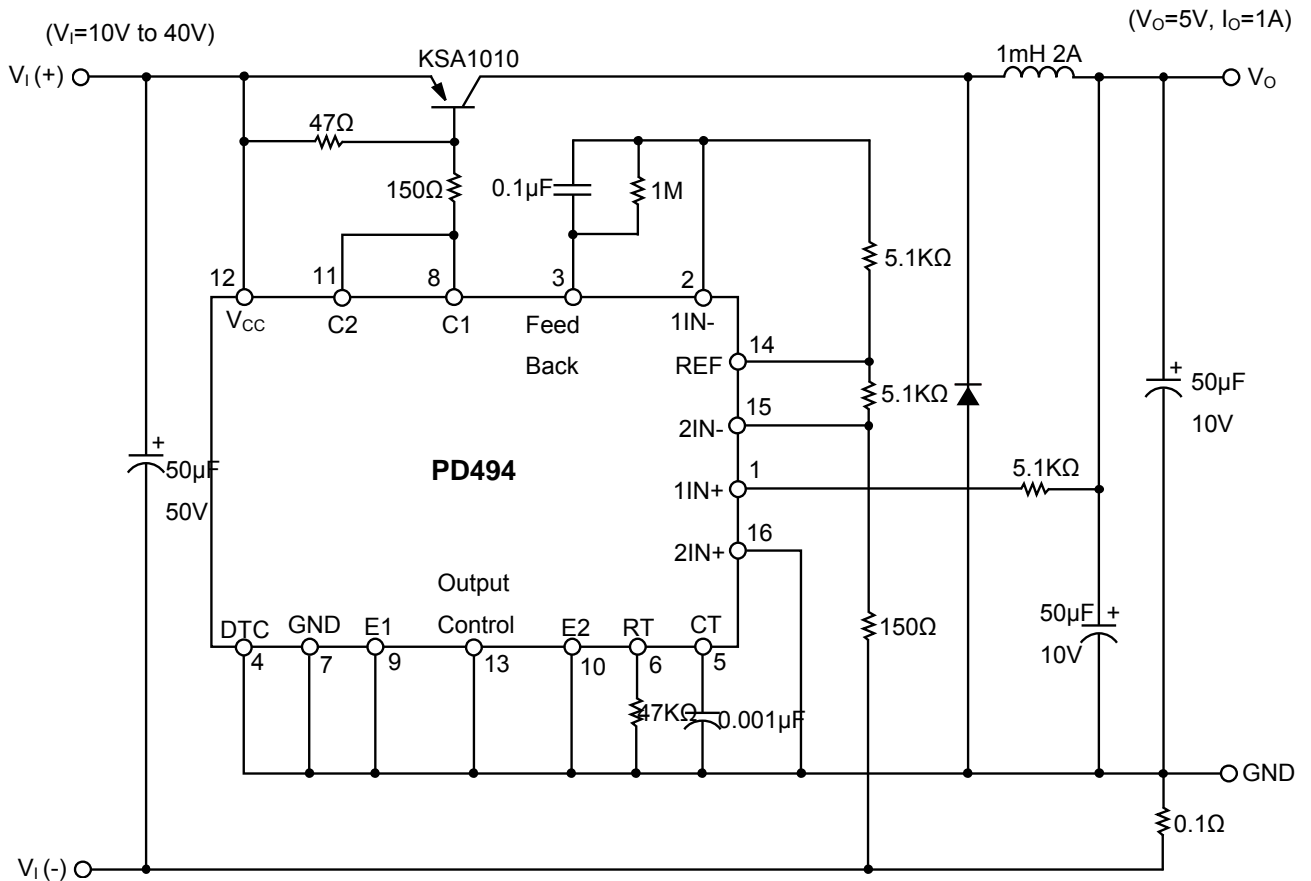 (VI=10V to 40V)
(VO=5V, IO=1A)
KSA1010
1mH 2A
VI (+)
VO
47Ω
150Ω
0.1µF
1M
5.1KΩ
12
11
8
3
2
VCC
C2
C1
Feed
Back
1IN-
14
REF
5.1KΩ
15
2IN-
50µF
10V
50µF
50V
PD494
5.1KΩ
1
1IN+
16
2IN+
Output
Control
DTC
GND
E1
E2
RT
CT
4
7
9
13
10
6
5
150Ω
50µF
10V
47KΩ
0.001µF
GND
0.1Ω
VI (-)
+
+
+